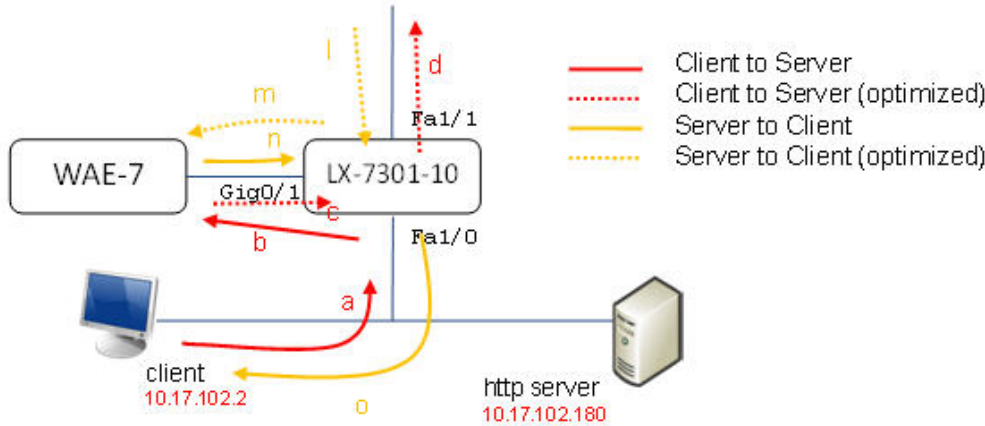 l
d
Client to Server
Client to Server (optimized)
Server to Client
Server to Client (optimized)
m
Fa1/1
n
WAE-7
LX-7301-10
Gig0/1
c
b
Fa1/0
a
client
10.17.102.2
http server
10.17.102.180
o